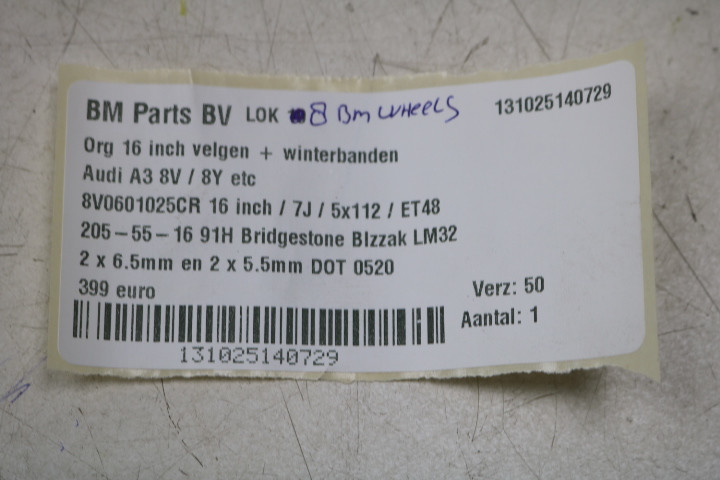 BM Parts BV LOK 8 Bm WHEELS 131025140729
Org 16 inch velgen + winterbanden
Audi A3 8V / 8Y etc
8V0601025CR 16 inch / 7J / 5x112 / ET48
205-55-16 91H Bridgestone Blzzak LM32
2 x 6.5mm en 2 x 5.5mm DOT 0520
399 euro Verz: 50
Aantal: 1
131025140729